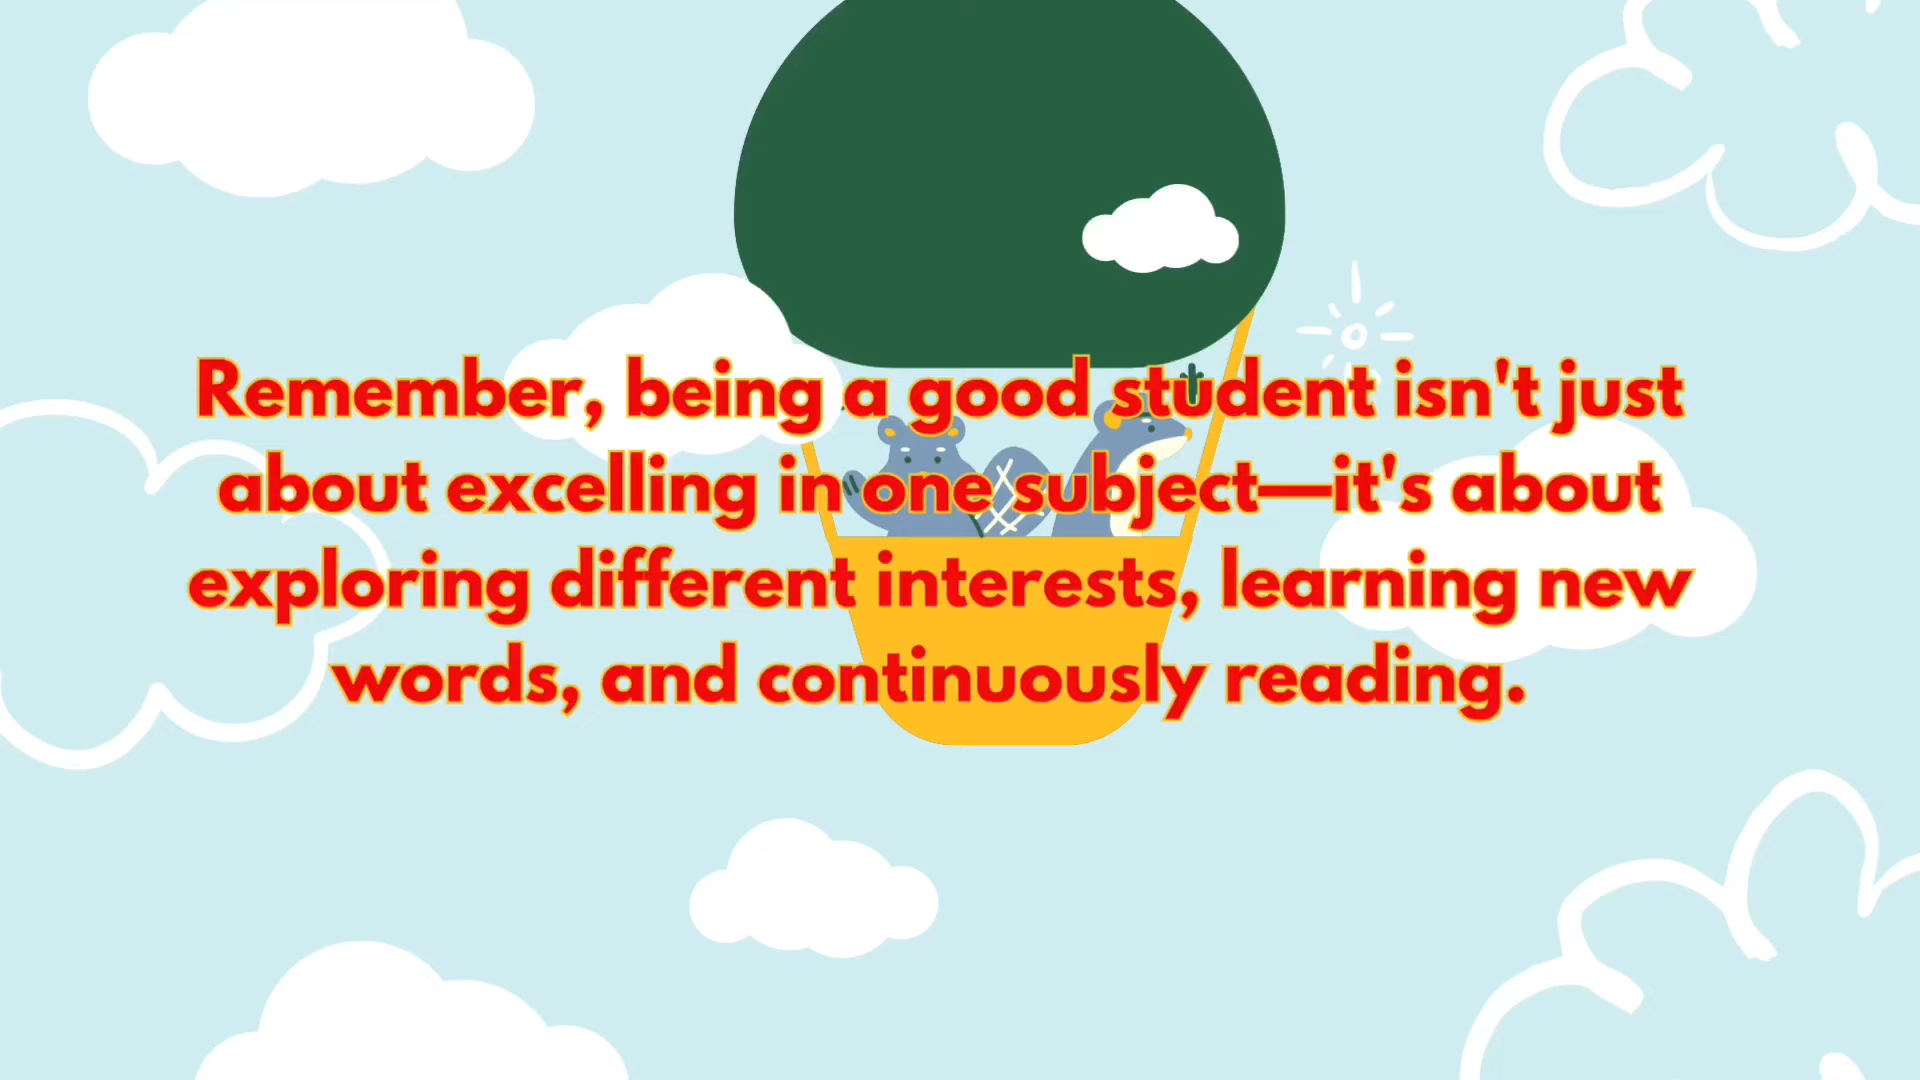 Remember, being a good student isn't just
about excelling in one subject—it's about
exploring different interests, learning new
words, and continuously reading.